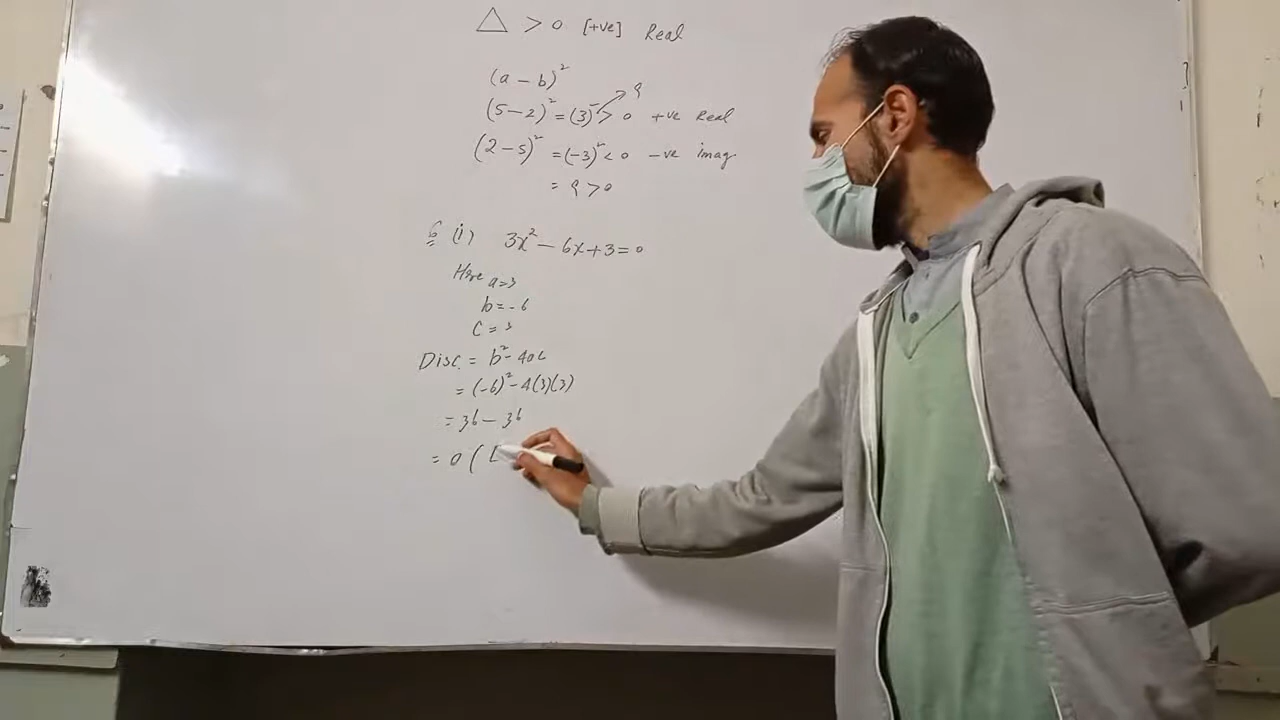 △ > 0 [+ve] Real
(a - b)²
(5-2)² = (3)² > 0 +ve Real
9
(2-5)² = (-3)² < 0 -ve imag
= 9 > 0
6 (i) 3x² - 6x + 3 = 0
Here a = 3
b = -6
C = 3
Disc. = b² - 4ac
= (-6)² - 4(3)(3)
= 36 - 36
= 0 (